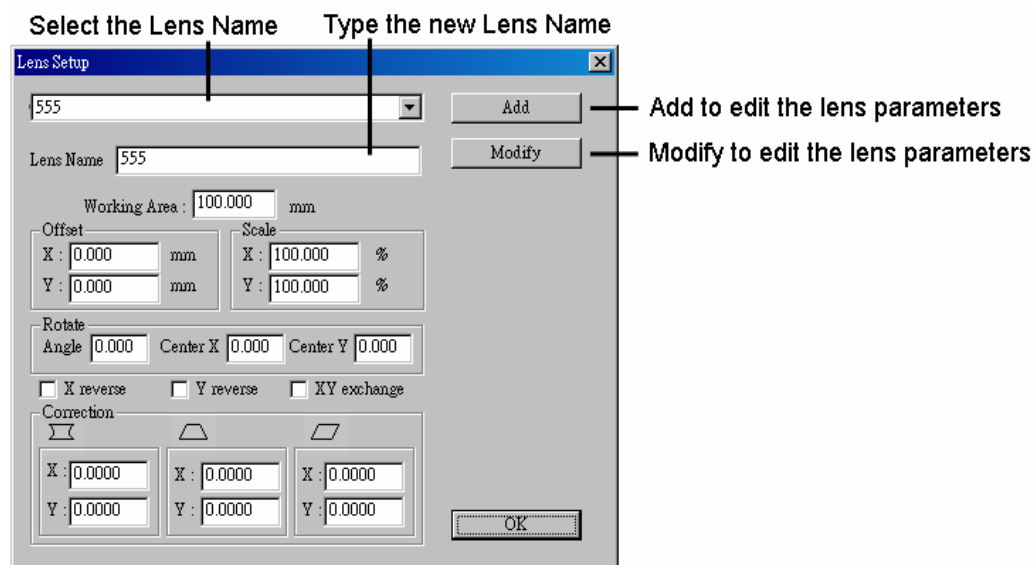 Select the Lens Name Type the new Lens Name
Lens Setup
555 Add Add to edit the lens parameters
Lens Name 555 Modify Modify to edit the lens parameters
Working Area : 100.000 mm
Offset Scale
X : 0.000 mm X : 100.000 %
Y : 0.000 mm Y : 100.000 %
Rotate
Angle 0.000 Center X 0.000 Center Y 0.000
X reverse Y reverse XY exchange
Correction
X : 0.0000 X : 0.0000 X : 0.0000
Y : 0.0000 Y : 0.0000 Y : 0.0000
OK